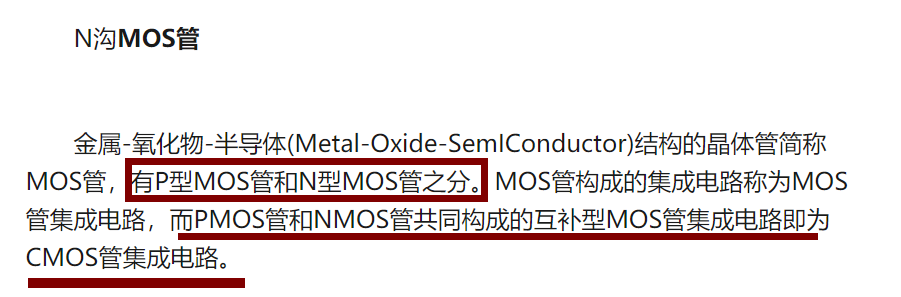 N沟MOS管
金属-氧化物-半导体(Metal-Oxide-SemIConductor)结构的晶体管简称
MOS管，有P型MOS管和N型MOS管之分。MOS管构成的集成电路称为MOS
管集成电路，而PMOS管和NMOS管共同构成的互补型MOS管集成电路即为
CMOS管集成电路。